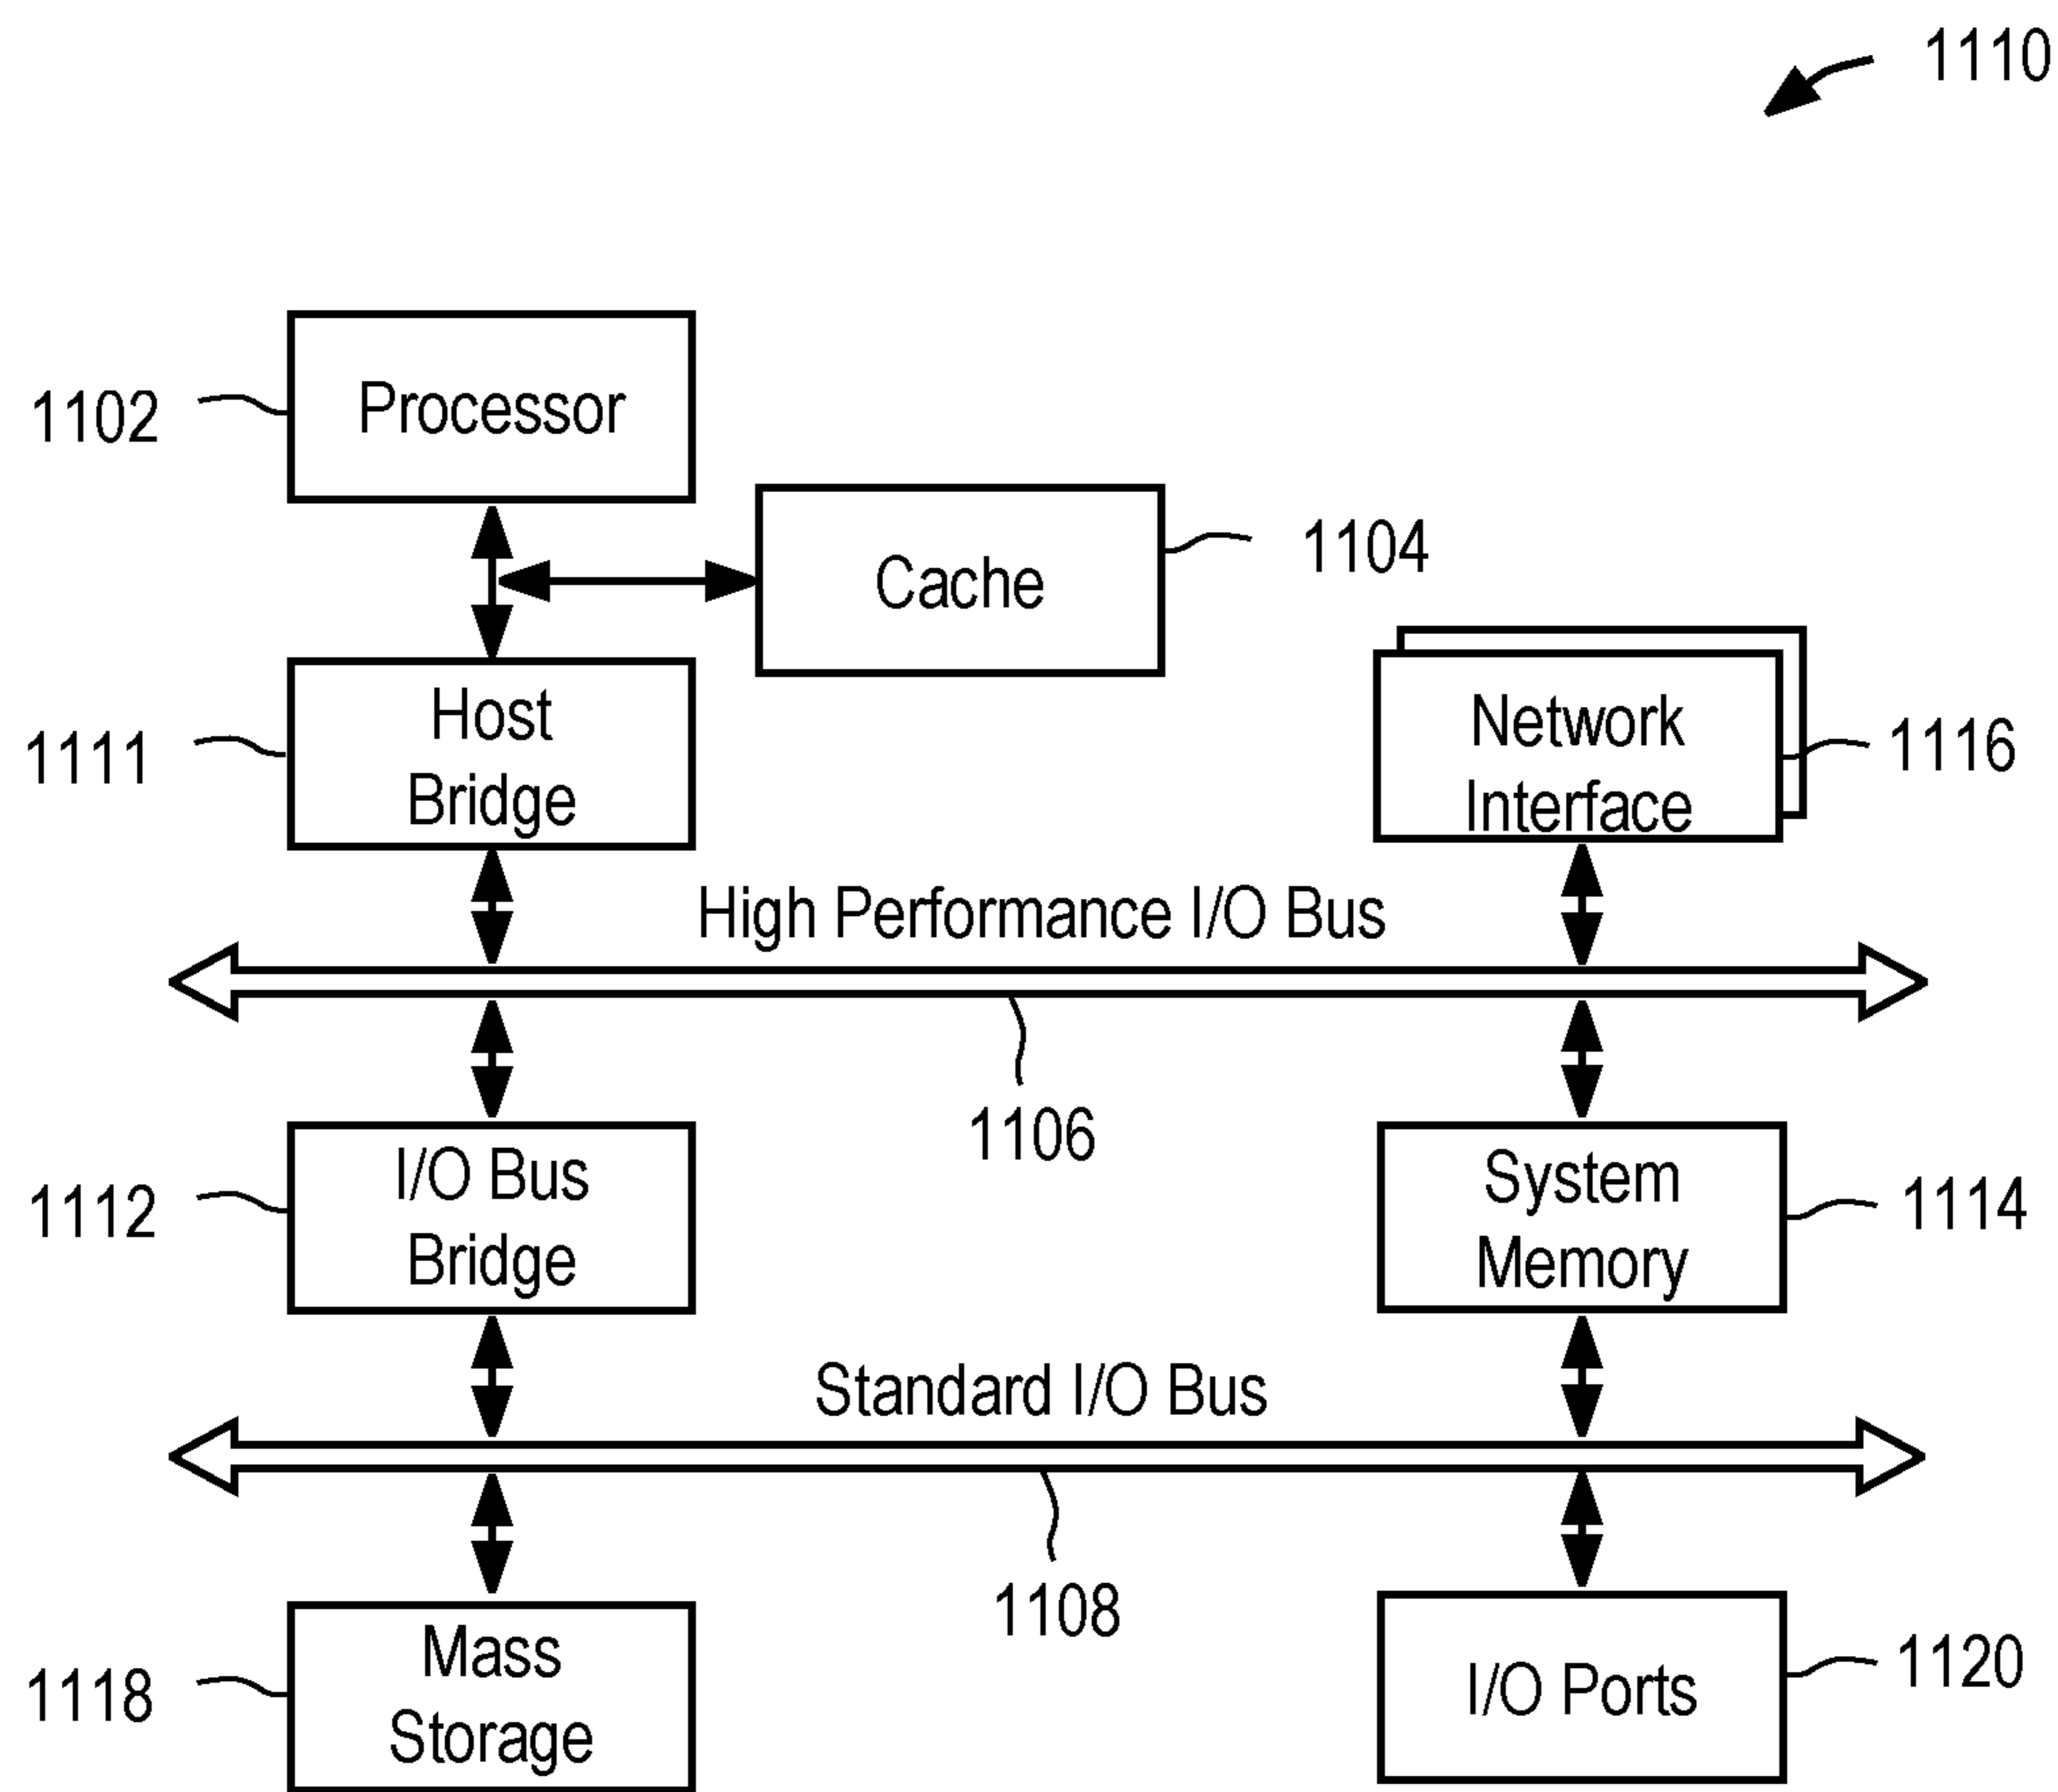 1110
Processor
1102
Cache
1104
Host
Bridge
1111
Network
Interface
1116
High Performance I/O Bus
1106
I/O Bus
Bridge
1112
System
Memory
1114
Standard I/O Bus
1108
Mass
Storage
1118
I/O Ports
1120